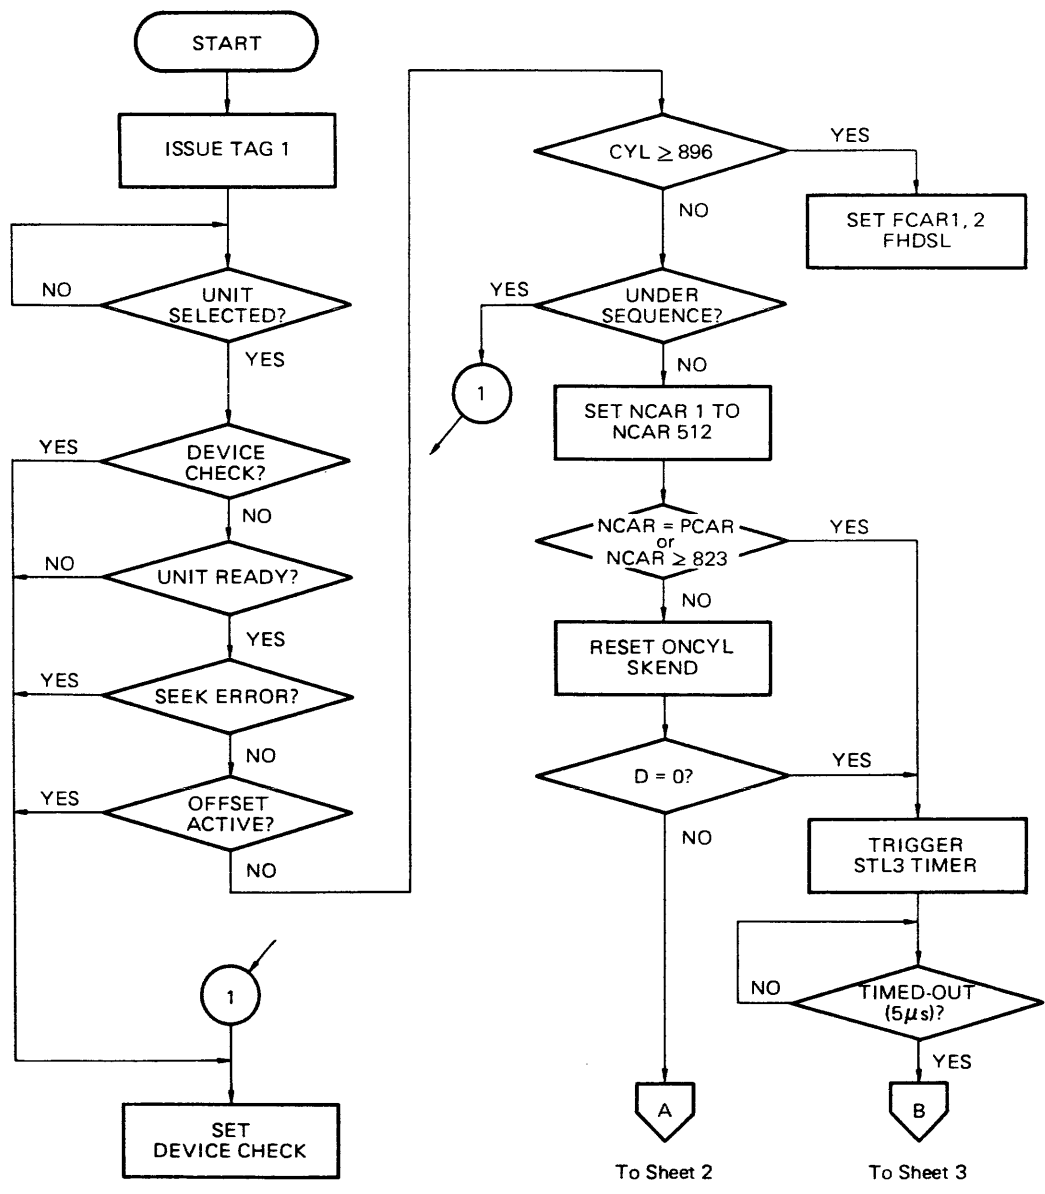 START
ISSUE TAG 1
NO
UNIT
SELECTED?
YES
YES
DEVICE
CHECK?
NO
NO
UNIT READY?
YES
YES
SEEK ERROR?
NO
YES
OFFSET
ACTIVE?
NO
1
SET
DEVICE CHECK
CYL ≥ 896
YES
SET FCAR1, 2
FHDSL
NO
YES
UNDER
SEQUENCE?
1
NO
SET NCAR 1 TO
NCAR 512
NCAR = PCAR
or
NCAR ≥ 823
YES
NO
RESET ONCYL
SKEND
D = 0?
YES
NO
TRIGGER
STL3 TIMER
NO
TIMED-OUT
(5μs)?
YES
A
B
To Sheet 2
To Sheet 3